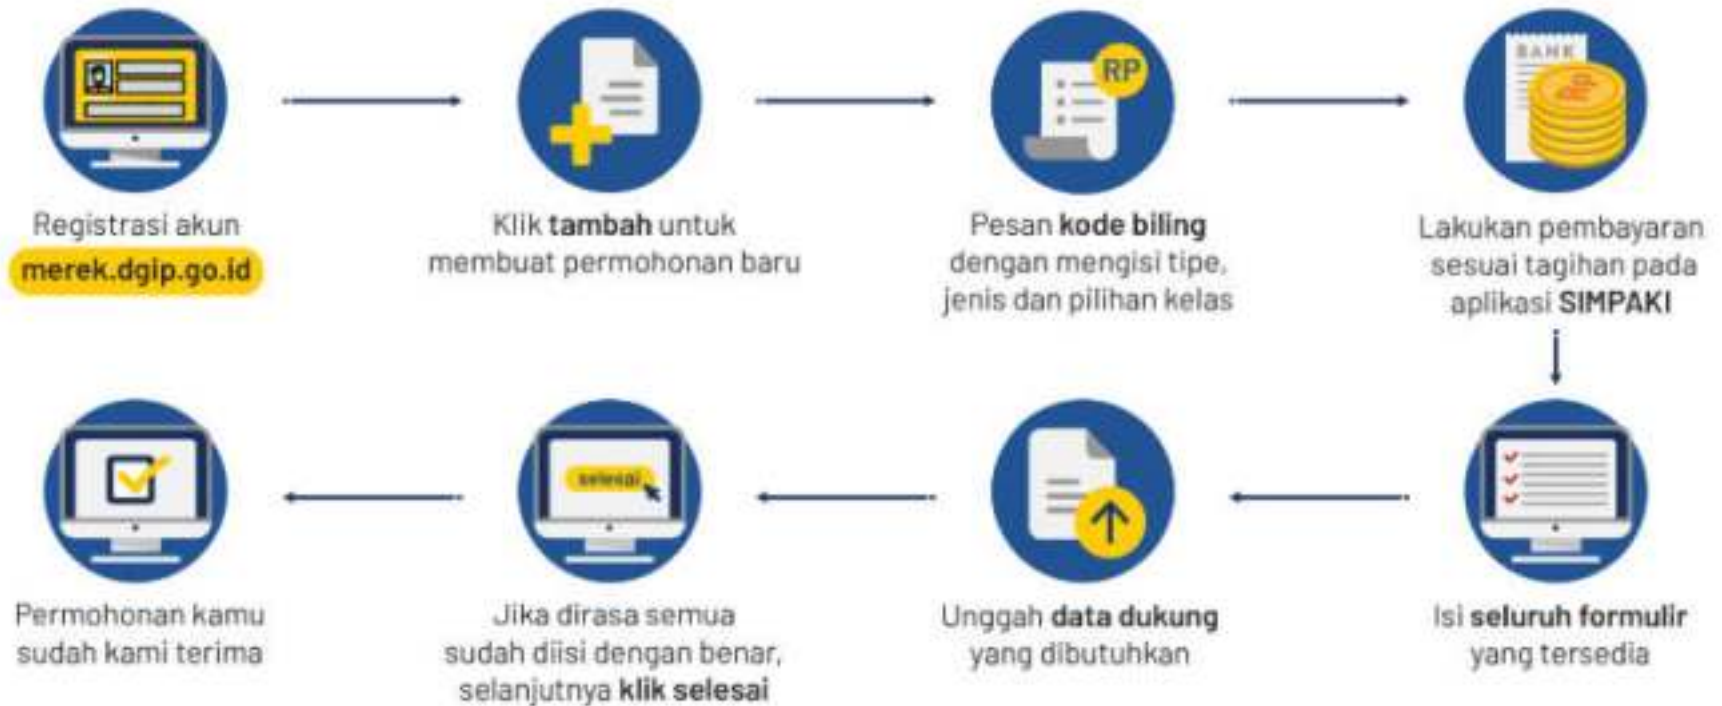 Registrasi akun
merek.dgip.go.id
Klik tambah untuk
membuat permohonan baru
RP
Pesan kode biling
dengan mengisi tipe,
jenis dan pilihan kelas
BANK
Lakukan pembayaran
sesuai tagihan pada
aplikasi SIMPAKI
Isi seluruh formulir
yang tersedia
Unggah data dukung
yang dibutuhkan
selesai
Jika dirasa semua
sudah diisi dengan benar,
selanjutnya klik selesai
Permohonan kamu
sudah kami terima